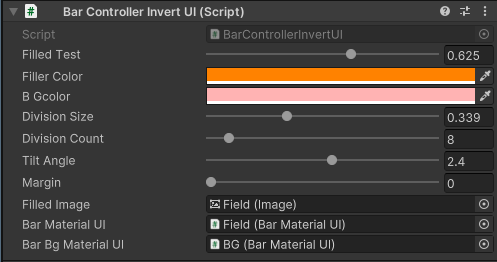 Bar Controller Invert UI (Script)
Script BarControllerInvertUI
Filled Test 0.625
Filler Color
B Gcolor
Division Size 0.339
Division Count 8
Tilt Angle 2.4
Margin 0
Filled Image Field (Image)
Bar Material UI Field (Bar Material UI)
Bar Bg Material UI BG (Bar Material UI)